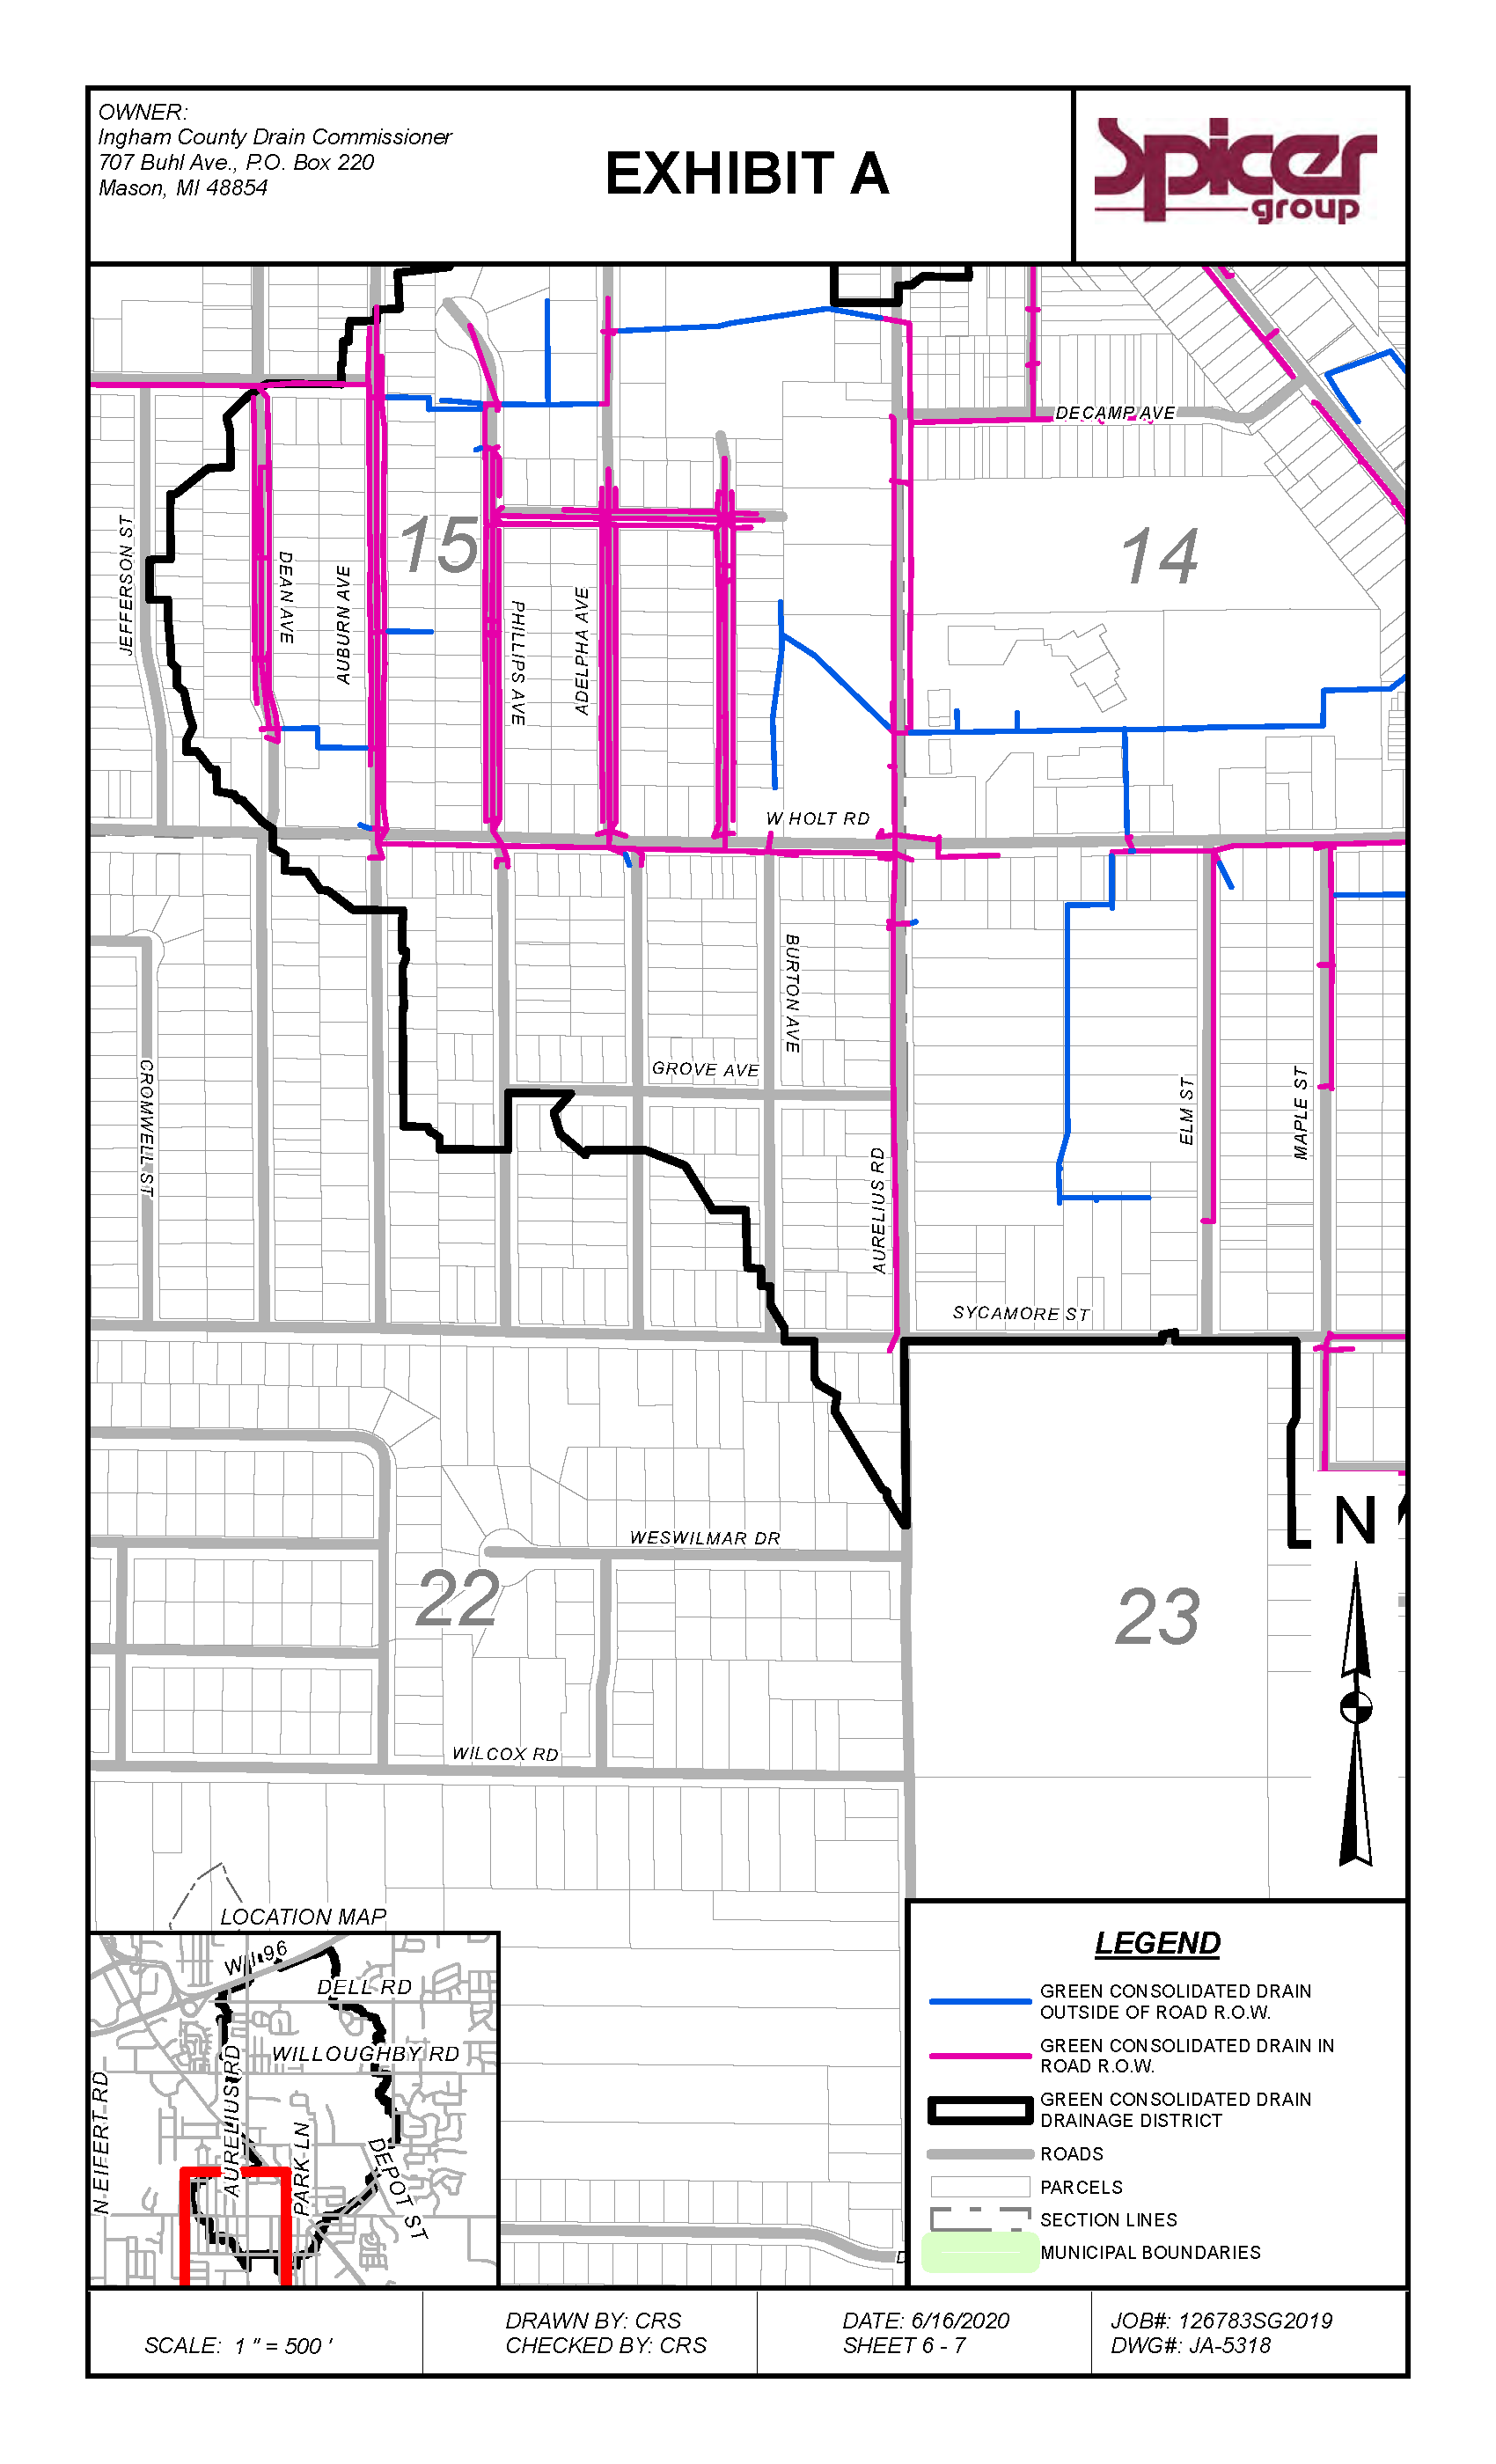 OWNER:
Ingham County Drain Commissioner
707 Buhl Ave., P.O. Box 220
Mason, MI 48854
EXHIBIT A
Spicer
group
DECAMP AVE
15
14
JEFFERSON ST
DEAN AVE
AUBURN AVE
PHILLIPS AVE
ADELPHA AVE
W HOLT RD
BURTON AVE
GROVE AVE
CROMWELL ST
ELM ST
MAPLE ST
AURELIUS RD
SYCAMORE ST
N
WESWILMAR DR
22
23
WILCOX RD
LOCATION MAP
W I 96
DELL RD
WILLOUGHBY RD
AURELIUS RD
N EIFERT RD
PARK LN
DEPOT ST
D
LEGEND
GREEN CONSOLIDATED DRAIN
OUTSIDE OF ROAD R.O.W.
GREEN CONSOLIDATED DRAIN IN
ROAD R.O.W.
GREEN CONSOLIDATED DRAIN
DRAINAGE DISTRICT
ROADS
PARCELS
SECTION LINES
MUNICIPAL BOUNDARIES
SCALE: 1 " = 500 '
DRAWN BY: CRS
CHECKED BY: CRS
DATE: 6/16/2020
SHEET 6 - 7
JOB#: 126783SG2019
DWG#: JA-5318